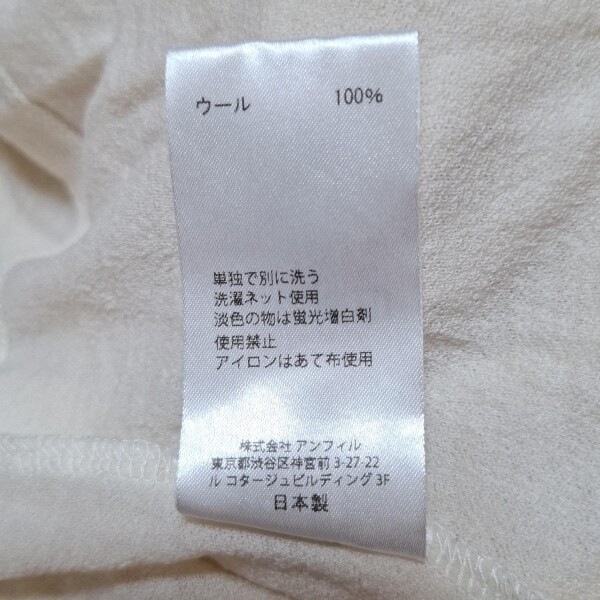 ウール 100%
単独で別に洗う
洗濯ネット使用
淡色の物は蛍光増白剤
使用禁止
アイロンはあて布使用
株式会社 アンフィル
東京都渋谷区神宮前 3-27-22
ル コタージュビルディング 3F
日本製